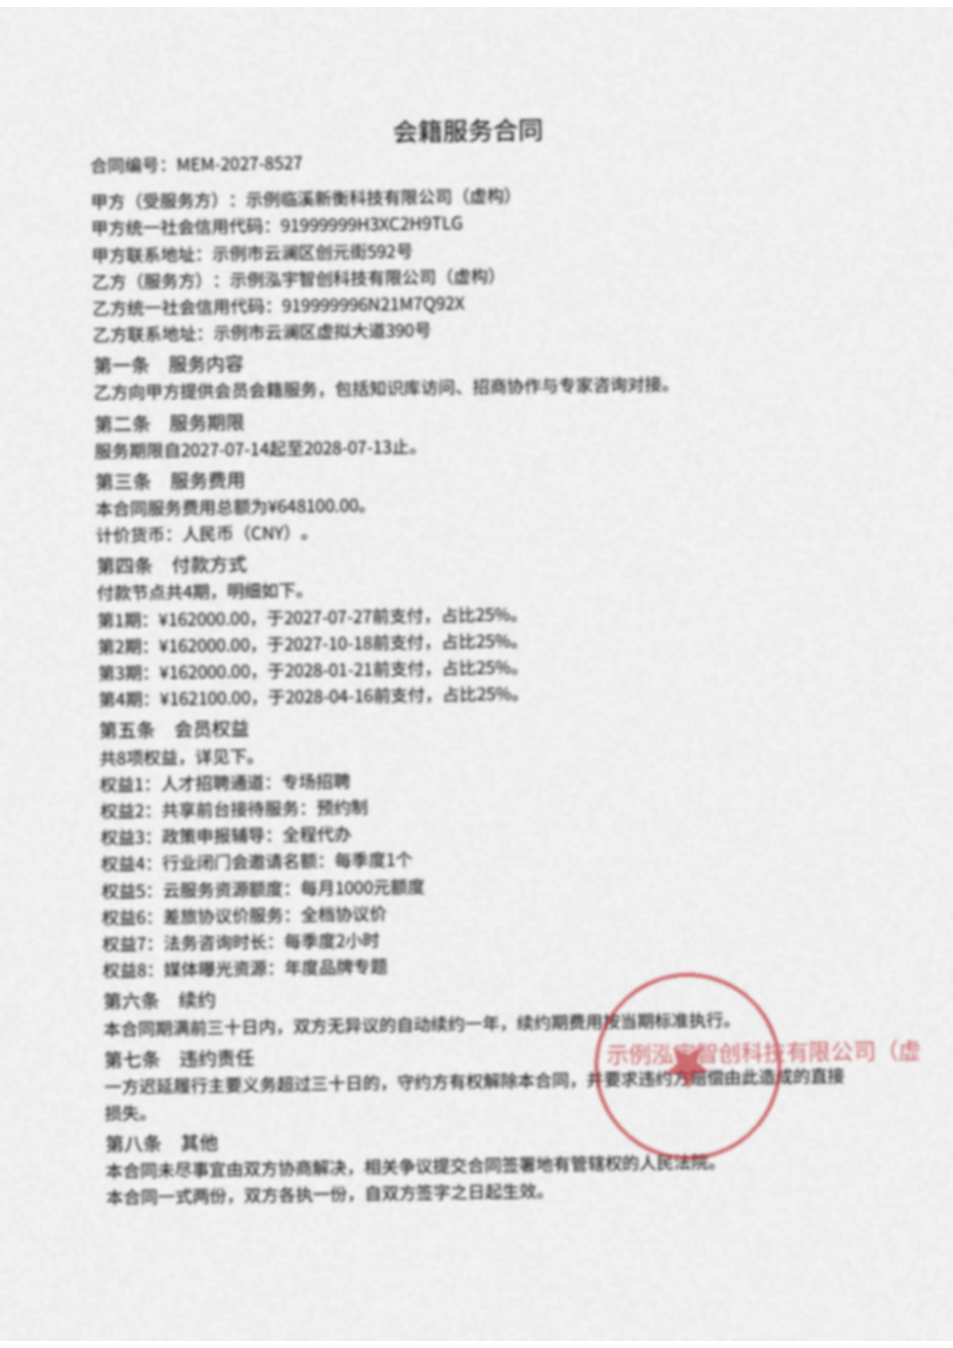 会籍服务合同
合同编号：MEM-2027-8527
甲方（受服务方）：示例临溪新衡科技有限公司（虚构）
甲方统一社会信用代码：91999999H3XC2H9TLG
甲方联系地址：示例市云澜区创元街592号
乙方（服务方）：示例泓宇智创科技有限公司（虚构）
乙方统一社会信用代码：919999996N21M7Q92X
乙方联系地址：示例市云澜区虚拟大道390号
第一条　服务内容
乙方向甲方提供会员会籍服务，包括知识库访问、招商协作与专家咨询对接。
第二条　服务期限
服务期限自2027-07-14起至2028-07-13止。
第三条　服务费用
本合同服务费用总额为¥648100.00。
计价货币：人民币（CNY）。
第四条　付款方式
付款节点共4期，明细如下。
第1期：¥162000.00，于2027-07-27前支付，占比25%。
第2期：¥162000.00，于2027-10-18前支付，占比25%。
第3期：¥162000.00，于2028-01-21前支付，占比25%。
第4期：¥162100.00，于2028-04-16前支付，占比25%。
第五条　会员权益
共8项权益，详见下。
权益1：人才招聘通道：专场招聘
权益2：共享前台接待服务：预约制
权益3：政策申报辅导：全程代办
权益4：行业闭门会邀请名额：每季度1个
权益5：云服务资源额度：每月1000元额度
权益6：差旅协议价服务：全档协议价
权益7：法务咨询时长：每季度2小时
权益8：媒体曝光资源：年度品牌专题
第六条　续约
本合同期满前三十日内，双方无异议的自动续约一年，续约期费用按当期标准执行。
示例泓宇智创科技有限公司（虚
第七条　违约责任
一方迟延履行主要义务超过三十日的，守约方有权解除本合同，并要求违约方赔偿由此造成的直接
损失。
第八条　其他
本合同未尽事宜由双方协商解决，相关争议提交合同签署地有管辖权的人民法院。
本合同一式两份，双方各执一份，自双方签字之日起生效。